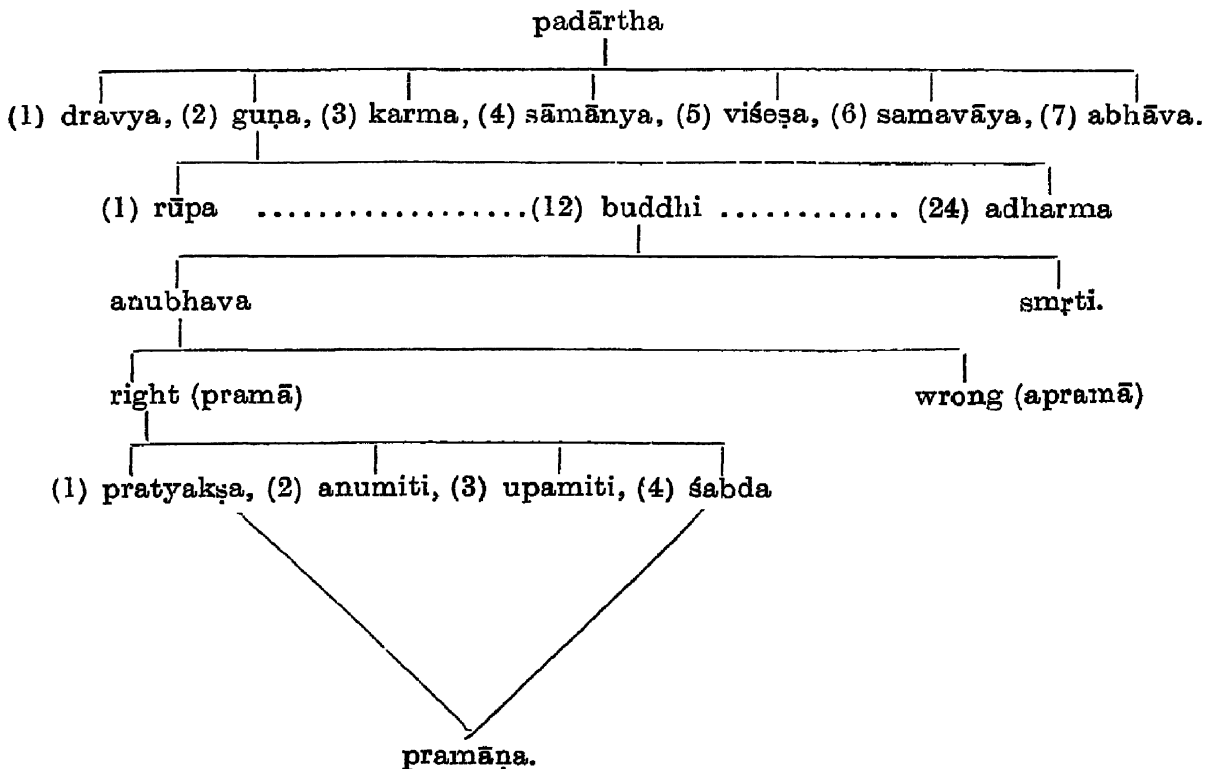 padārtha
(1) dravya, (2) guṇa, (3) karma, (4) sāmānya, (5) viśeṣa, (6) samavāya, (7) abhāva.
(1) rūpa ..................(12) buddhi ............. (24) adharma
anubhava smṛti.
right (pramā) wrong (apramā)
(1) pratyakṣa, (2) anumiti, (3) upamiti, (4) śabda
pramāṇa.